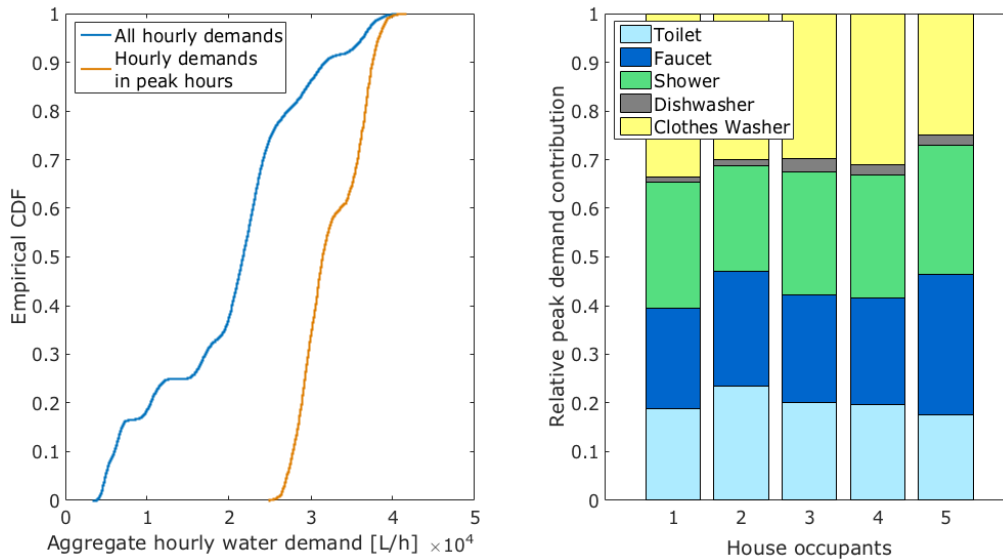 1
0.9
0.8
0.7
0.6
0.5
0.4
0.3
0.2
0.1
0
Empirical CDF
All hourly demands
Hourly demands
in peak hours
0 1 2 3 4 5
Aggregate hourly water demand [L/h] ×10⁴
1
0.9
0.8
0.7
0.6
0.5
0.4
0.3
0.2
0.1
0
Relative peak demand contribution
Toilet
Faucet
Shower
Dishwasher
Clothes Washer
1 2 3 4 5
House occupants